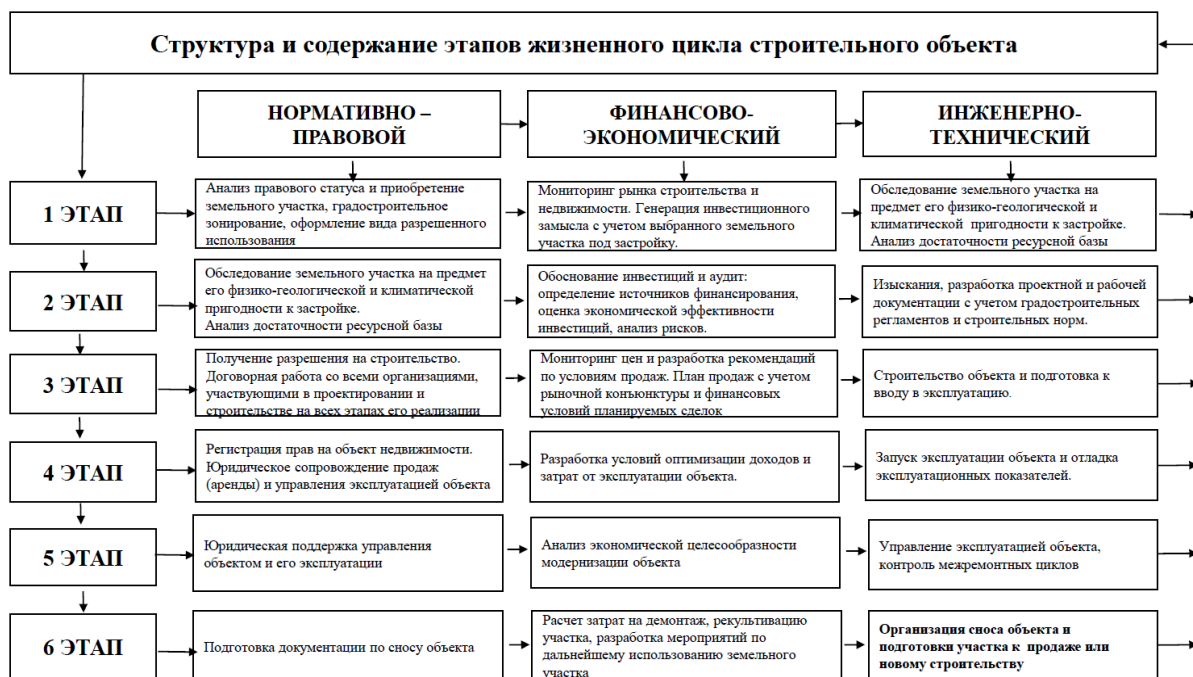 Структура и содержание этапов жизненного цикла строительного объекта
НОРМАТИВНО –
ПРАВОВОЙ
ФИНАНСОВО-
ЭКОНОМИЧЕСКИЙ
ИНЖЕНЕРНО-
ТЕХНИЧЕСКИЙ
1 ЭТАП
Анализ правового статуса и приобретение
земельного участка, градостроительное
зонирование, оформление вида разрешенного
использования
Мониторинг рынка строительства и
недвижимости. Генерация инвестиционного
замысла с учетом выбранного земельного
участка под застройку.
Обследование земельного участка на
предмет его физико-геологической и
климатической пригодности к застройке.
Анализ достаточности ресурсной базы
2 ЭТАП
Обследование земельного участка на предмет
его физико-геологической и климатической
пригодности к застройке.
Анализ достаточности ресурсной базы
Обоснование инвестиций и аудит:
определение источников финансирования,
оценка экономической эффективности
инвестиций, анализ рисков.
Изыскания, разработка проектной и рабочей
документации с учетом градостроительных
регламентов и строительных норм.
3 ЭТАП
Получение разрешения на строительство.
Договорная работа со всеми организациями,
участвующими в проектировании и
строительстве на всех этапах его реализации
Мониторинг цен и разработка рекомендаций
по условиям продаж. План продаж с учетом
рыночной конъюнктуры и финансовых
условий планируемых сделок
Строительство объекта и подготовка к
вводу в эксплуатацию.
4 ЭТАП
Регистрация прав на объект недвижимости.
Юридическое сопровождение продаж
(аренды) и управления эксплуатацией объекта
Разработка условий оптимизации доходов и
затрат от эксплуатации объекта.
Запуск эксплуатации объекта и отладка
эксплуатационных показателей.
5 ЭТАП
Юридическая поддержка управления
объектом и его эксплуатации
Анализ экономической целесообразности
модернизации объекта
Управление эксплуатацией объекта,
контроль межремонтных циклов
6 ЭТАП
Подготовка документации по сносу объекта
Расчет затрат на демонтаж, рекультивацию
участка, разработка мероприятий по
дальнейшему использованию земельного
участка
Организация сноса объекта и
подготовки участка к продаже или
новому строительству